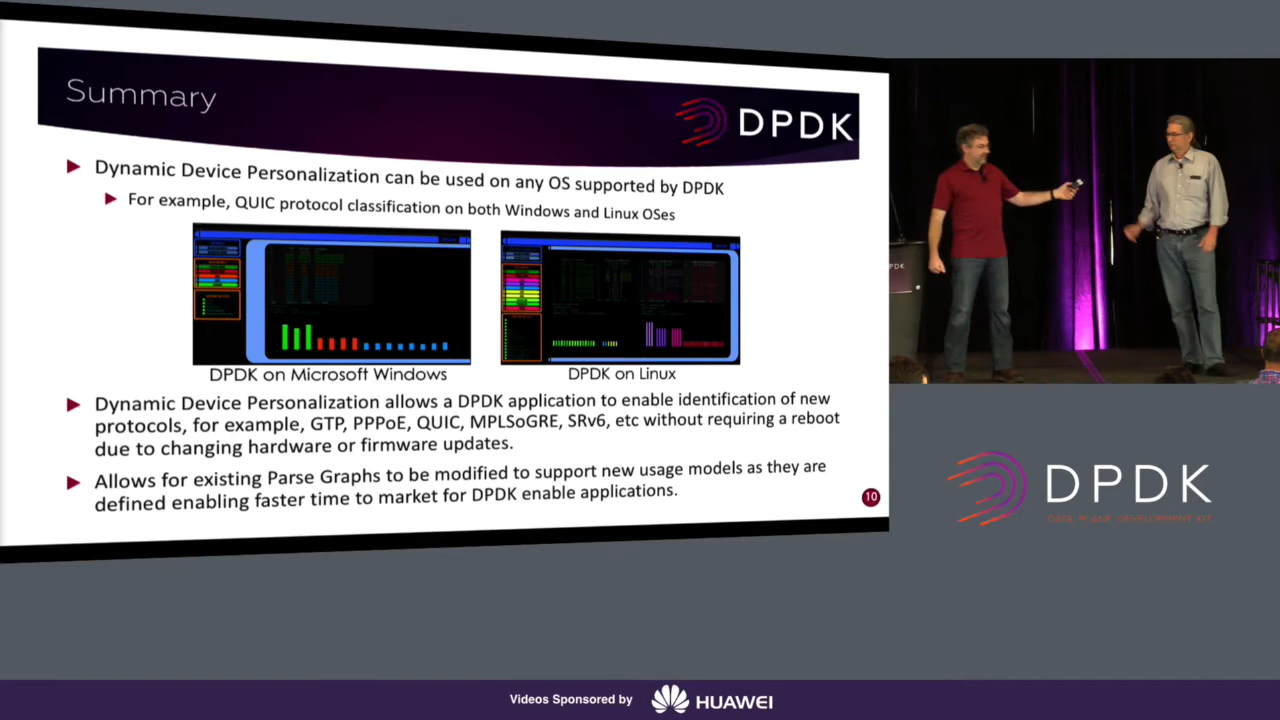 Summary
DPDK
Dynamic Device Personalization can be used on any OS supported by DPDK
For example, QUIC protocol classification on both Windows and Linux OSes
DPDK on Microsoft Windows
DPDK on Linux
Dynamic Device Personalization allows a DPDK application to enable identification of new
protocols, for example, GTP, PPPoE, QUIC, MPLSoGRE, SRv6, etc without requiring a reboot
due to changing hardware or firmware updates.
Allows for existing Parse Graphs to be modified to support new usage models as they are
defined enabling faster time to market for DPDK enable applications.
10
DPDK
DATA PLANE DEVELOPMENT KIT
Videos Sponsored by
HUAWEI